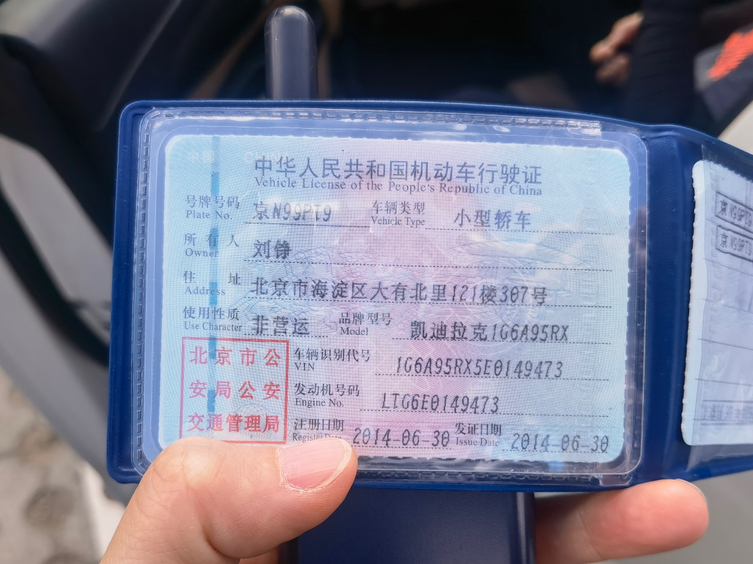 中华人民共和国机动车行驶证
Vehicle License of the People's Republic of China
号牌号码 京N99PT9 车辆类型 小型轿车
Plate No. Vehicle Type
所有人 刘铮
Owner
住址 北京市海淀区大有北里121楼307号
Address
使用性质 非营运 品牌型号 凯迪拉克1G6A95RX
Use Character Model
北京市公
安局公安
交通管理局
车辆识别代号 1G6A95RX5E0149473
VIN
发动机号码 LTG6E0149473
Engine No.
注册日期 2014-06-30 发证日期 2014-06-30
Register Date Issue Date